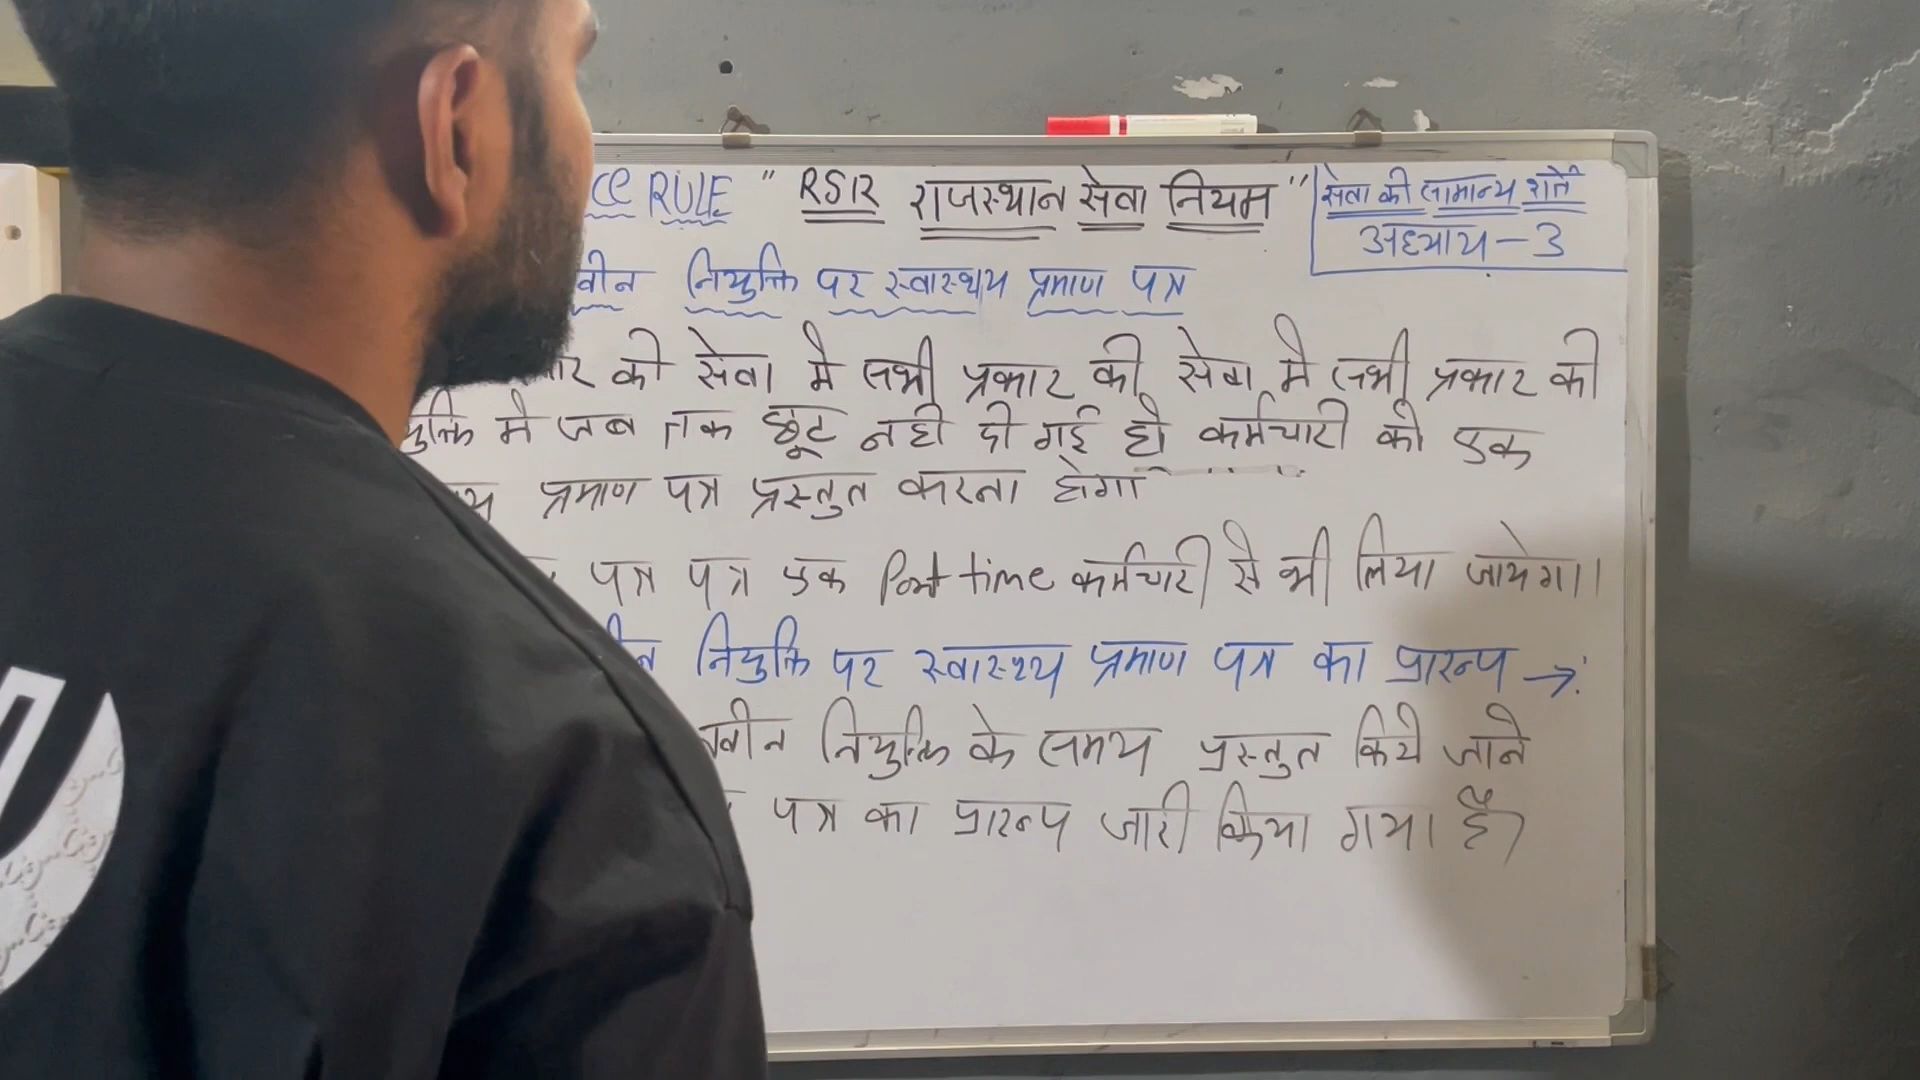 RULE " RSR राजस्थान सेवा नियम "
सेवा की सामान्य शर्ते
अध्याय - 3
नियुक्ति पर स्वास्थय प्रमाण पत्र
की सेवा मे सभी प्रकार की सेवा मे सभी प्रकार की
मे जब तक छूट नही दी गई हो कर्मचारी को एक
प्रमाण पत्र प्रस्तुत करना होगा
पत्र पत्र एक Part time कर्मचारी से भी लिया जायेगा।
नियुक्ति पर स्वास्थ्य प्रमाण पत्र का प्रारूप →:
नवीन नियुक्ति के समय प्रस्तुत किये जाने
पत्र का प्रारूप जारी किया गया है